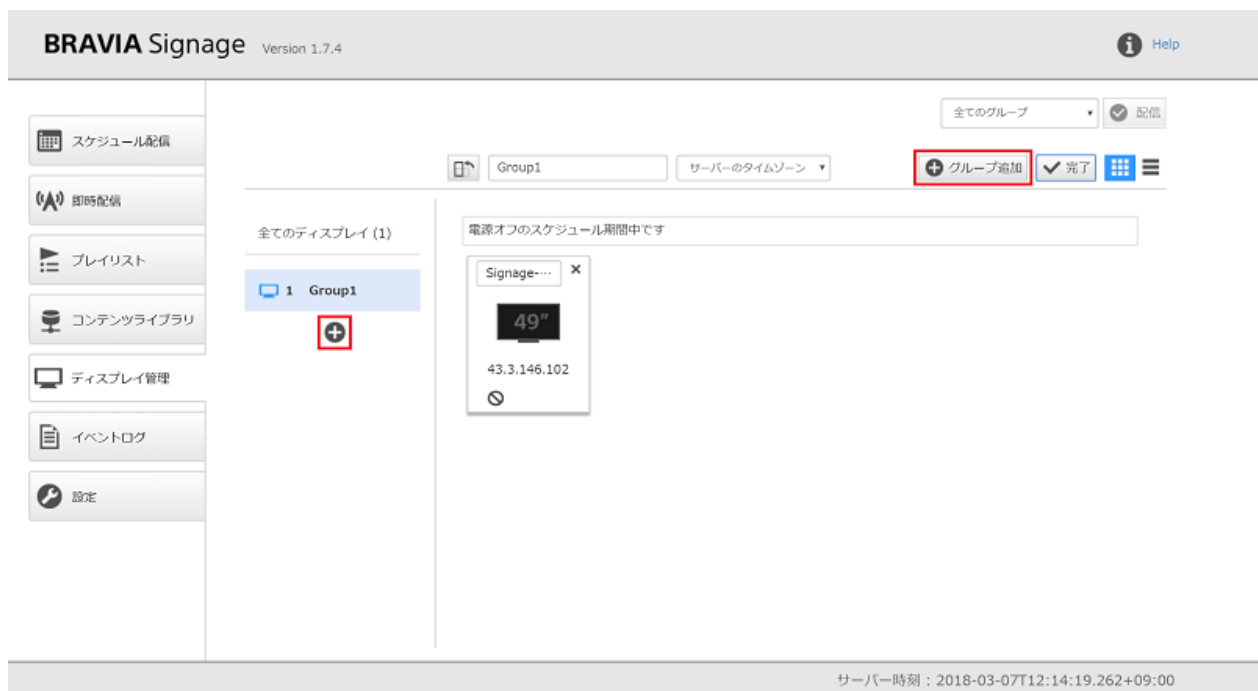 BRAVIA Signage Version 1.7.4
Help
全てのグループ
配信
スケジュール配信
即時配信
プレイリスト
コンテンツライブラリ
ディスプレイ管理
イベントログ
設定
Group1
サーバーのタイムゾーン
グループ追加
完了
全てのディスプレイ (1)
1 Group1
電源オフのスケジュール期間中です
Signage-…
49"
43.3.146.102
サーバー時刻 : 2018-03-07T12:14:19.262+09:00